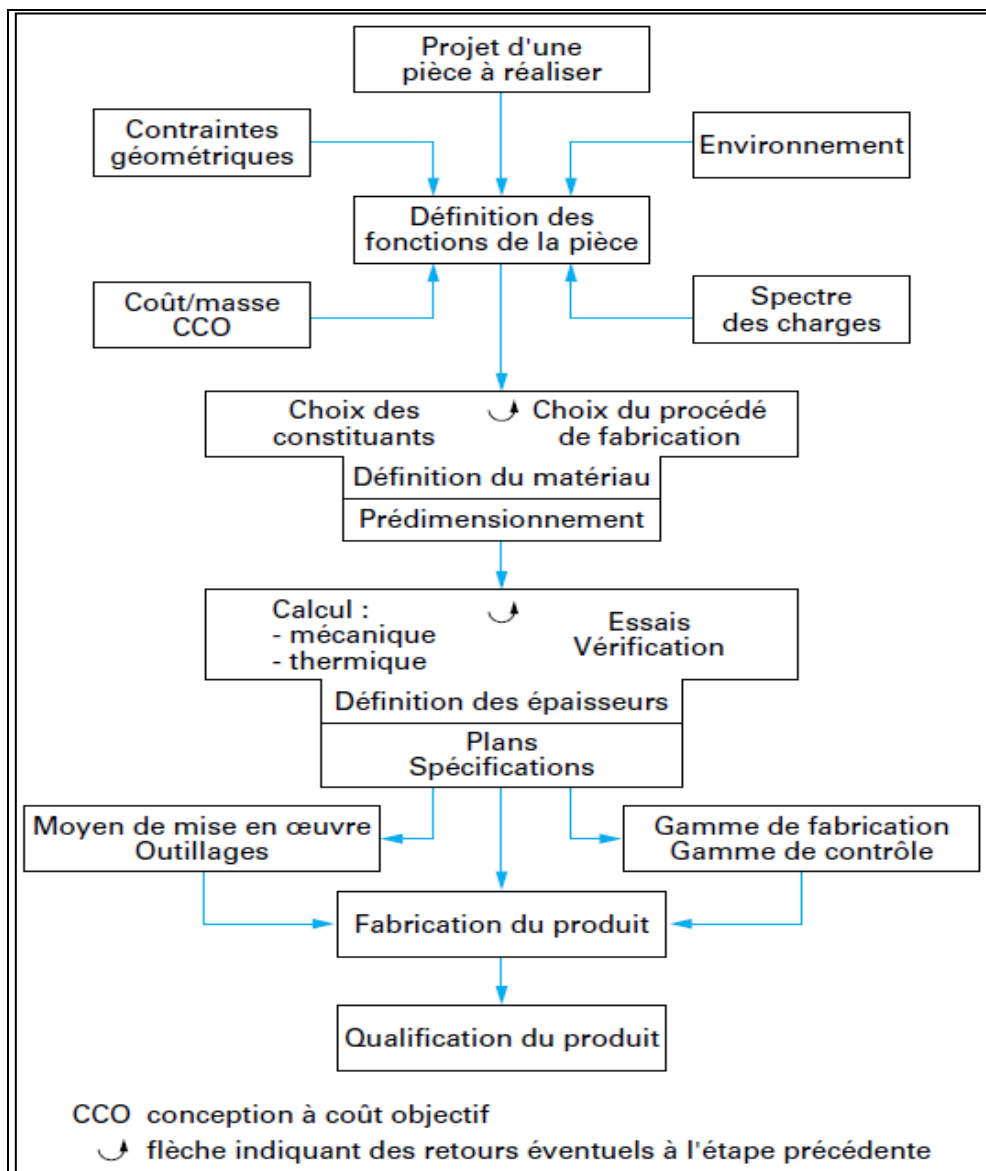 Projet d'une
pièce à réaliser
Contraintes
géométriques
Environnement
Définition des
fonctions de la pièce
Coût/masse
CCO
Spectre
des charges
Choix des
constituants
Choix du procédé
de fabrication
Définition du matériau
Prédimensionnement
Calcul :
- mécanique
- thermique
Essais
Vérification
Définition des épaisseurs
Plans
Spécifications
Moyen de mise en œuvre
Outillages
Gamme de fabrication
Gamme de contrôle
Fabrication du produit
Qualification du produit
CCO conception à coût objectif
flèche indiquant des retours éventuels à l'étape précédente